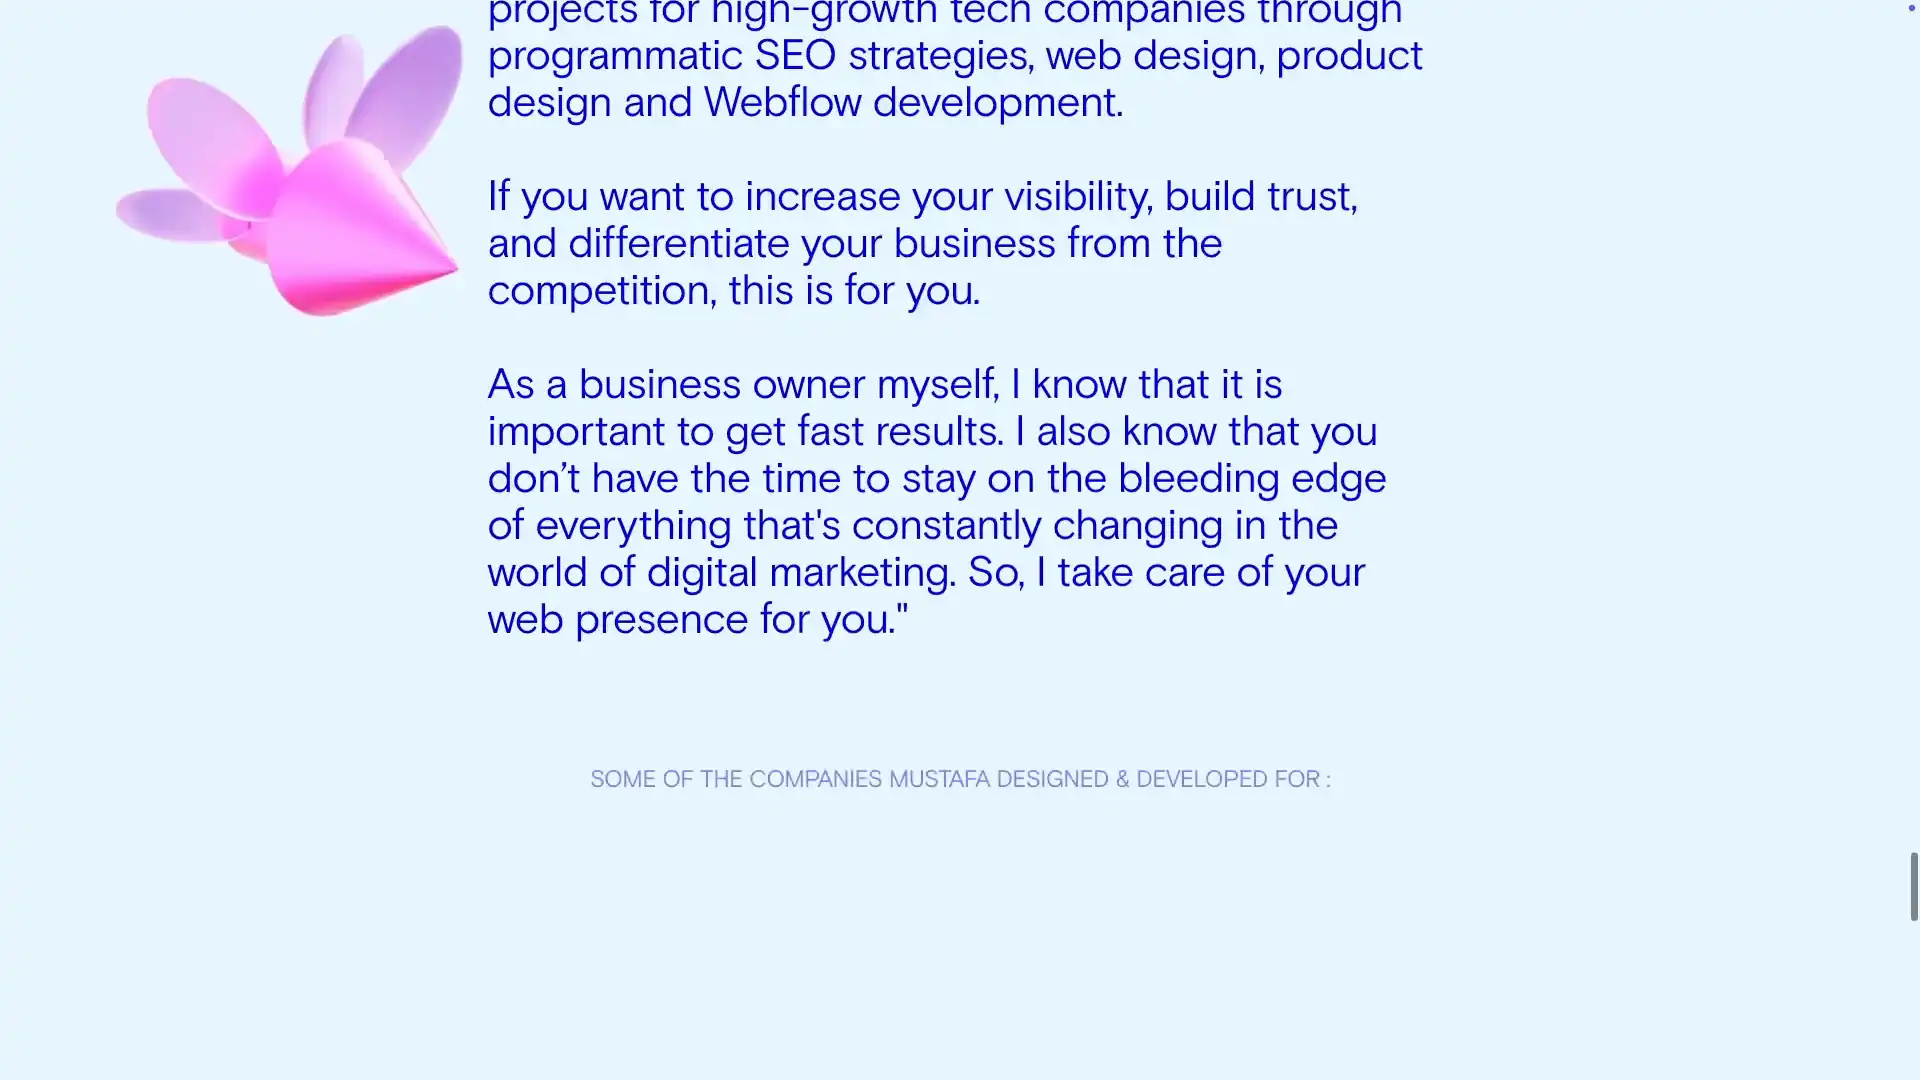 projects for high-growth tech companies through
programmatic SEO strategies, web design, product
design and Webflow development.
If you want to increase your visibility, build trust,
and differentiate your business from the
competition, this is for you.
As a business owner myself, I know that it is
important to get fast results. I also know that you
don’t have the time to stay on the bleeding edge
of everything that's constantly changing in the
world of digital marketing. So, I take care of your
web presence for you."
SOME OF THE COMPANIES MUSTAFA DESIGNED & DEVELOPED FOR :